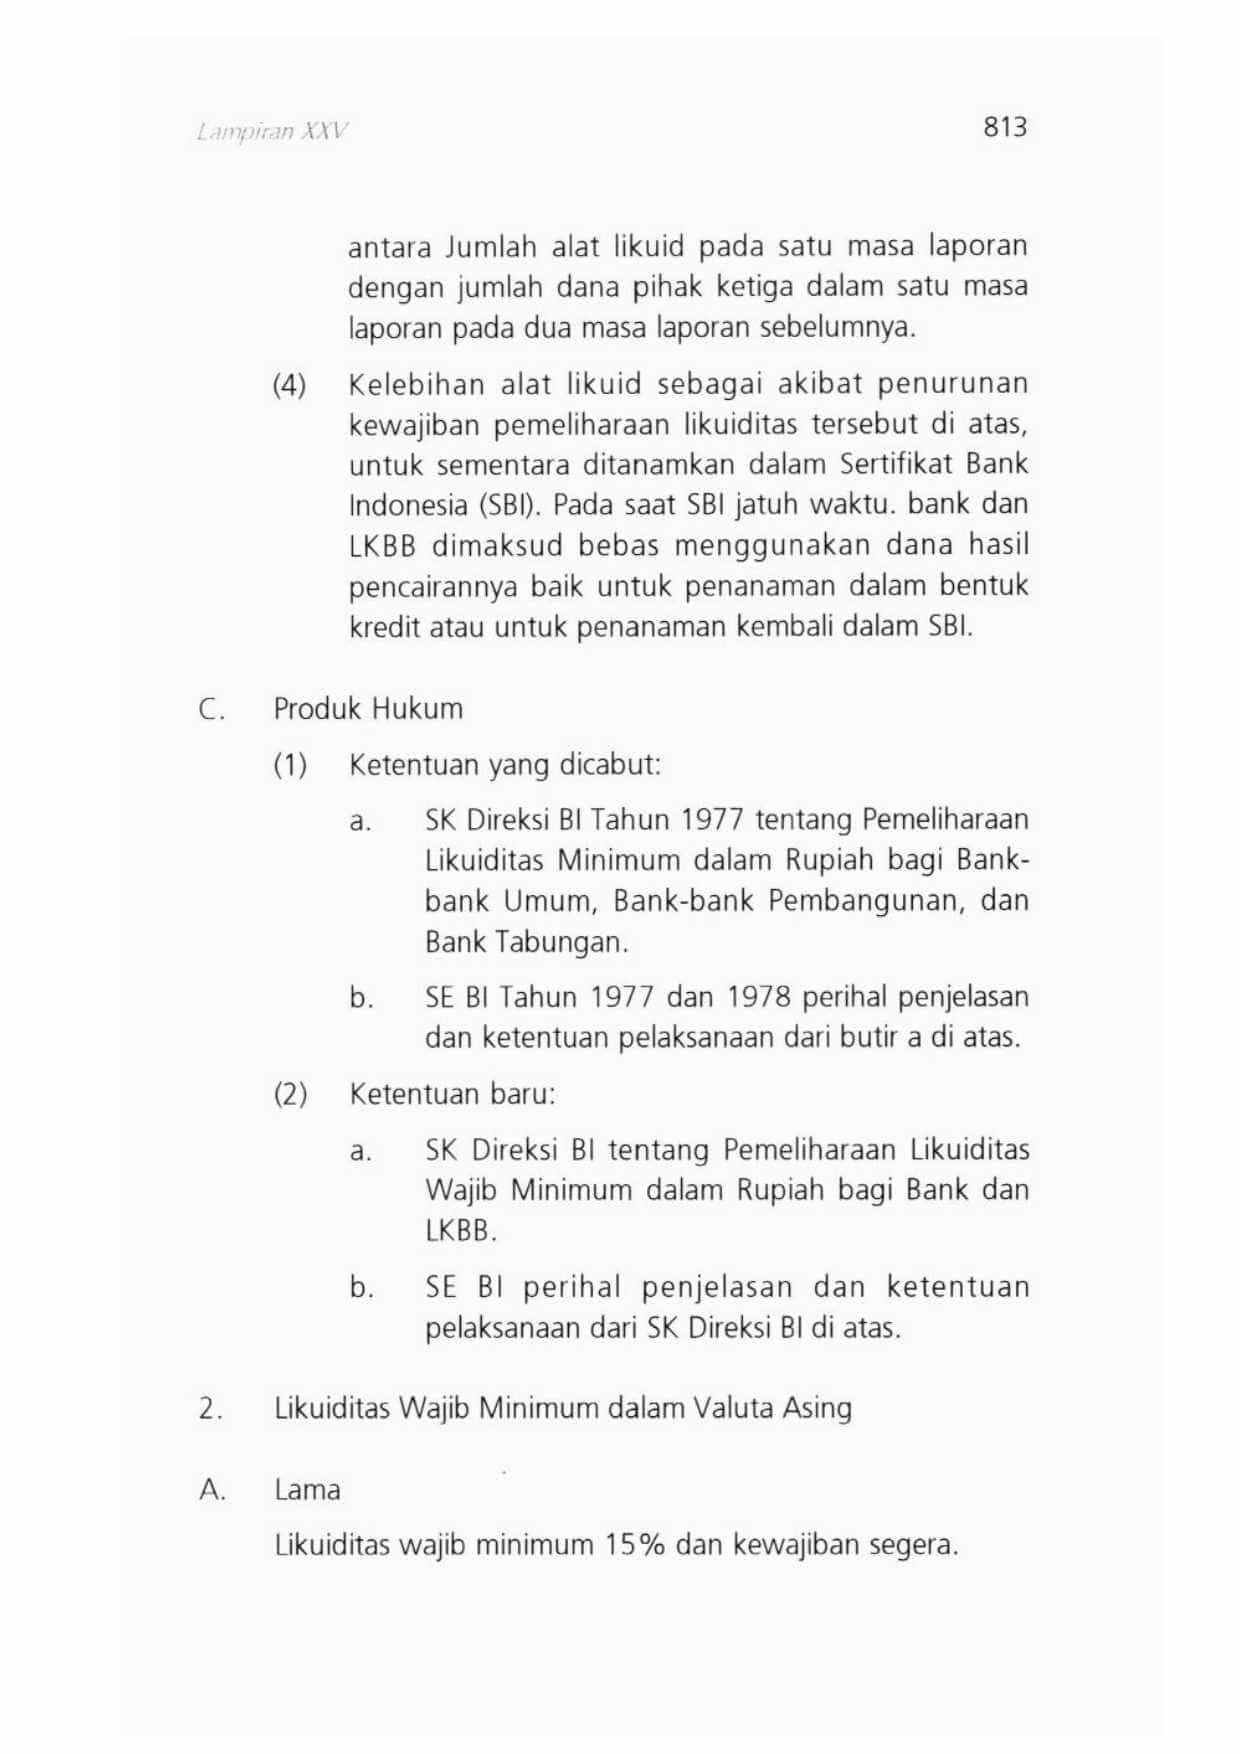 Lampiran XXV 813
antara Jumlah alat likuid pada satu masa laporan
dengan jumlah dana pihak ketiga dalam satu masa
laporan pada dua masa laporan sebelumnya.
(4) Kelebihan alat likuid sebagai akibat penurunan
kewajiban pemeliharaan likuiditas tersebut di atas,
untuk sementara ditanamkan dalam Sertifikat Bank
Indonesia (SBI). Pada saat SBI jatuh waktu. bank dan
LKBB dimaksud bebas menggunakan dana hasil
pencairannya baik untuk penanaman dalam bentuk
kredit atau untuk penanaman kembali dalam SBI.
C. Produk Hukum
(1) Ketentuan yang dicabut:
a. SK Direksi BI Tahun 1977 tentang Pemeliharaan
Likuiditas Minimum dalam Rupiah bagi Bank-
bank Umum, Bank-bank Pembangunan, dan
Bank Tabungan.
b. SE BI Tahun 1977 dan 1978 perihal penjelasan
dan ketentuan pelaksanaan dari butir a di atas.
(2) Ketentuan baru:
a. SK Direksi BI tentang Pemeliharaan Likuiditas
Wajib Minimum dalam Rupiah bagi Bank dan
LKBB.
b. SE BI perihal penjelasan dan ketentuan
pelaksanaan dari SK Direksi BI di atas.
2. Likuiditas Wajib Minimum dalam Valuta Asing
A. Lama
Likuiditas wajib minimum 15% dan kewajiban segera.